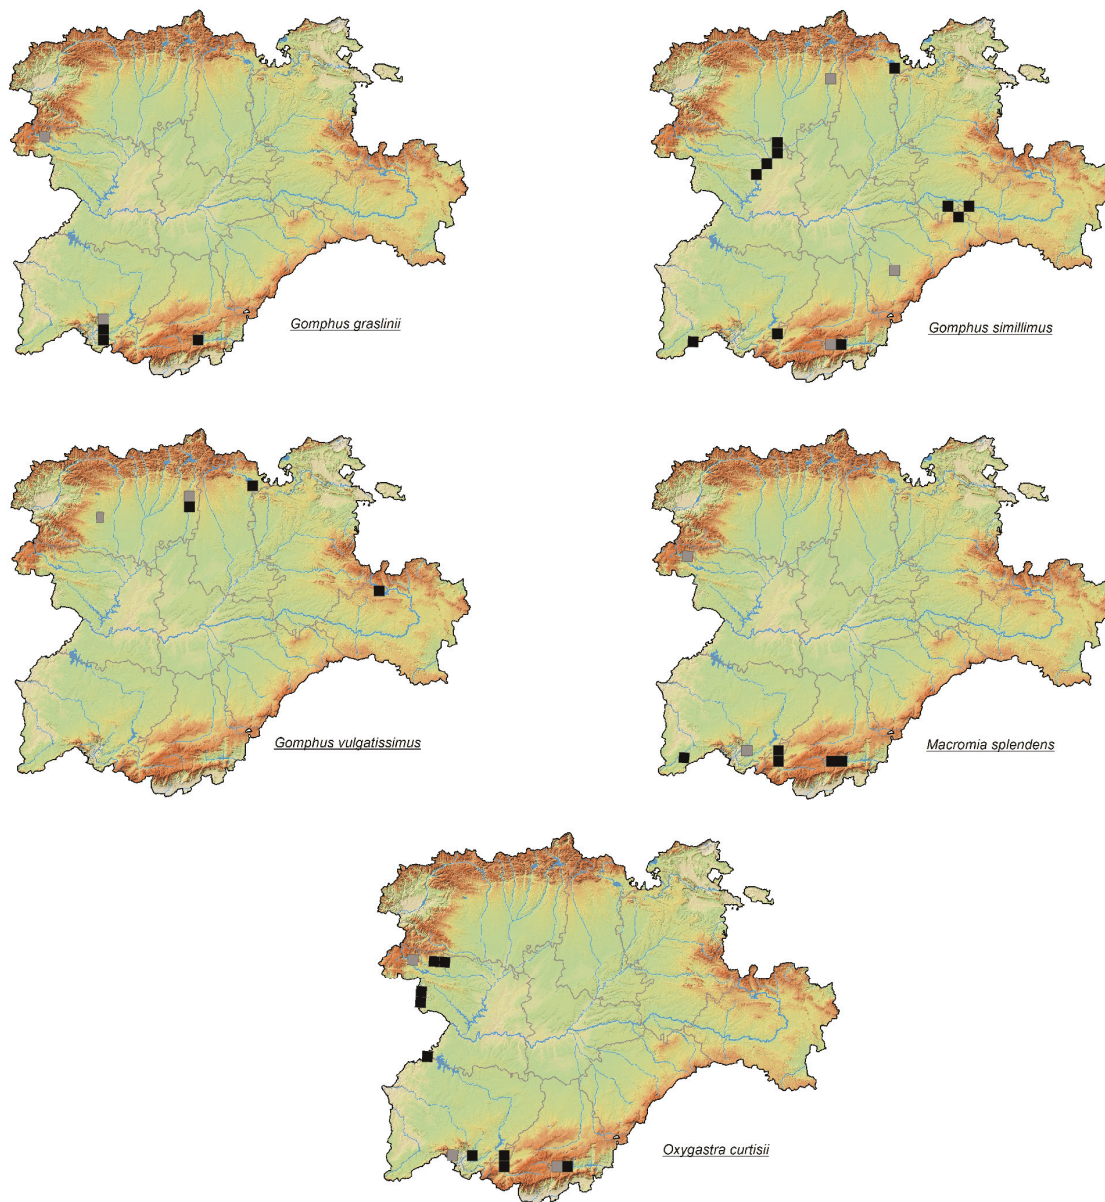 Gomphus graslinii
Gomphus simillimus
Gomphus vulgatissimus
Macromia splendens
Oxygastra curtisii